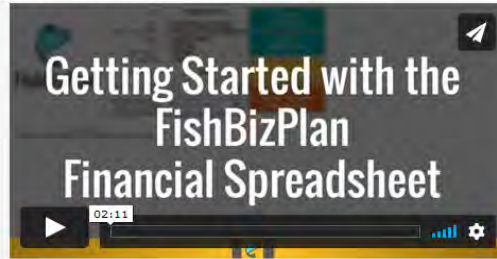 Getting Started with the
FishBizPlan
Financial Spreadsheet
02:11